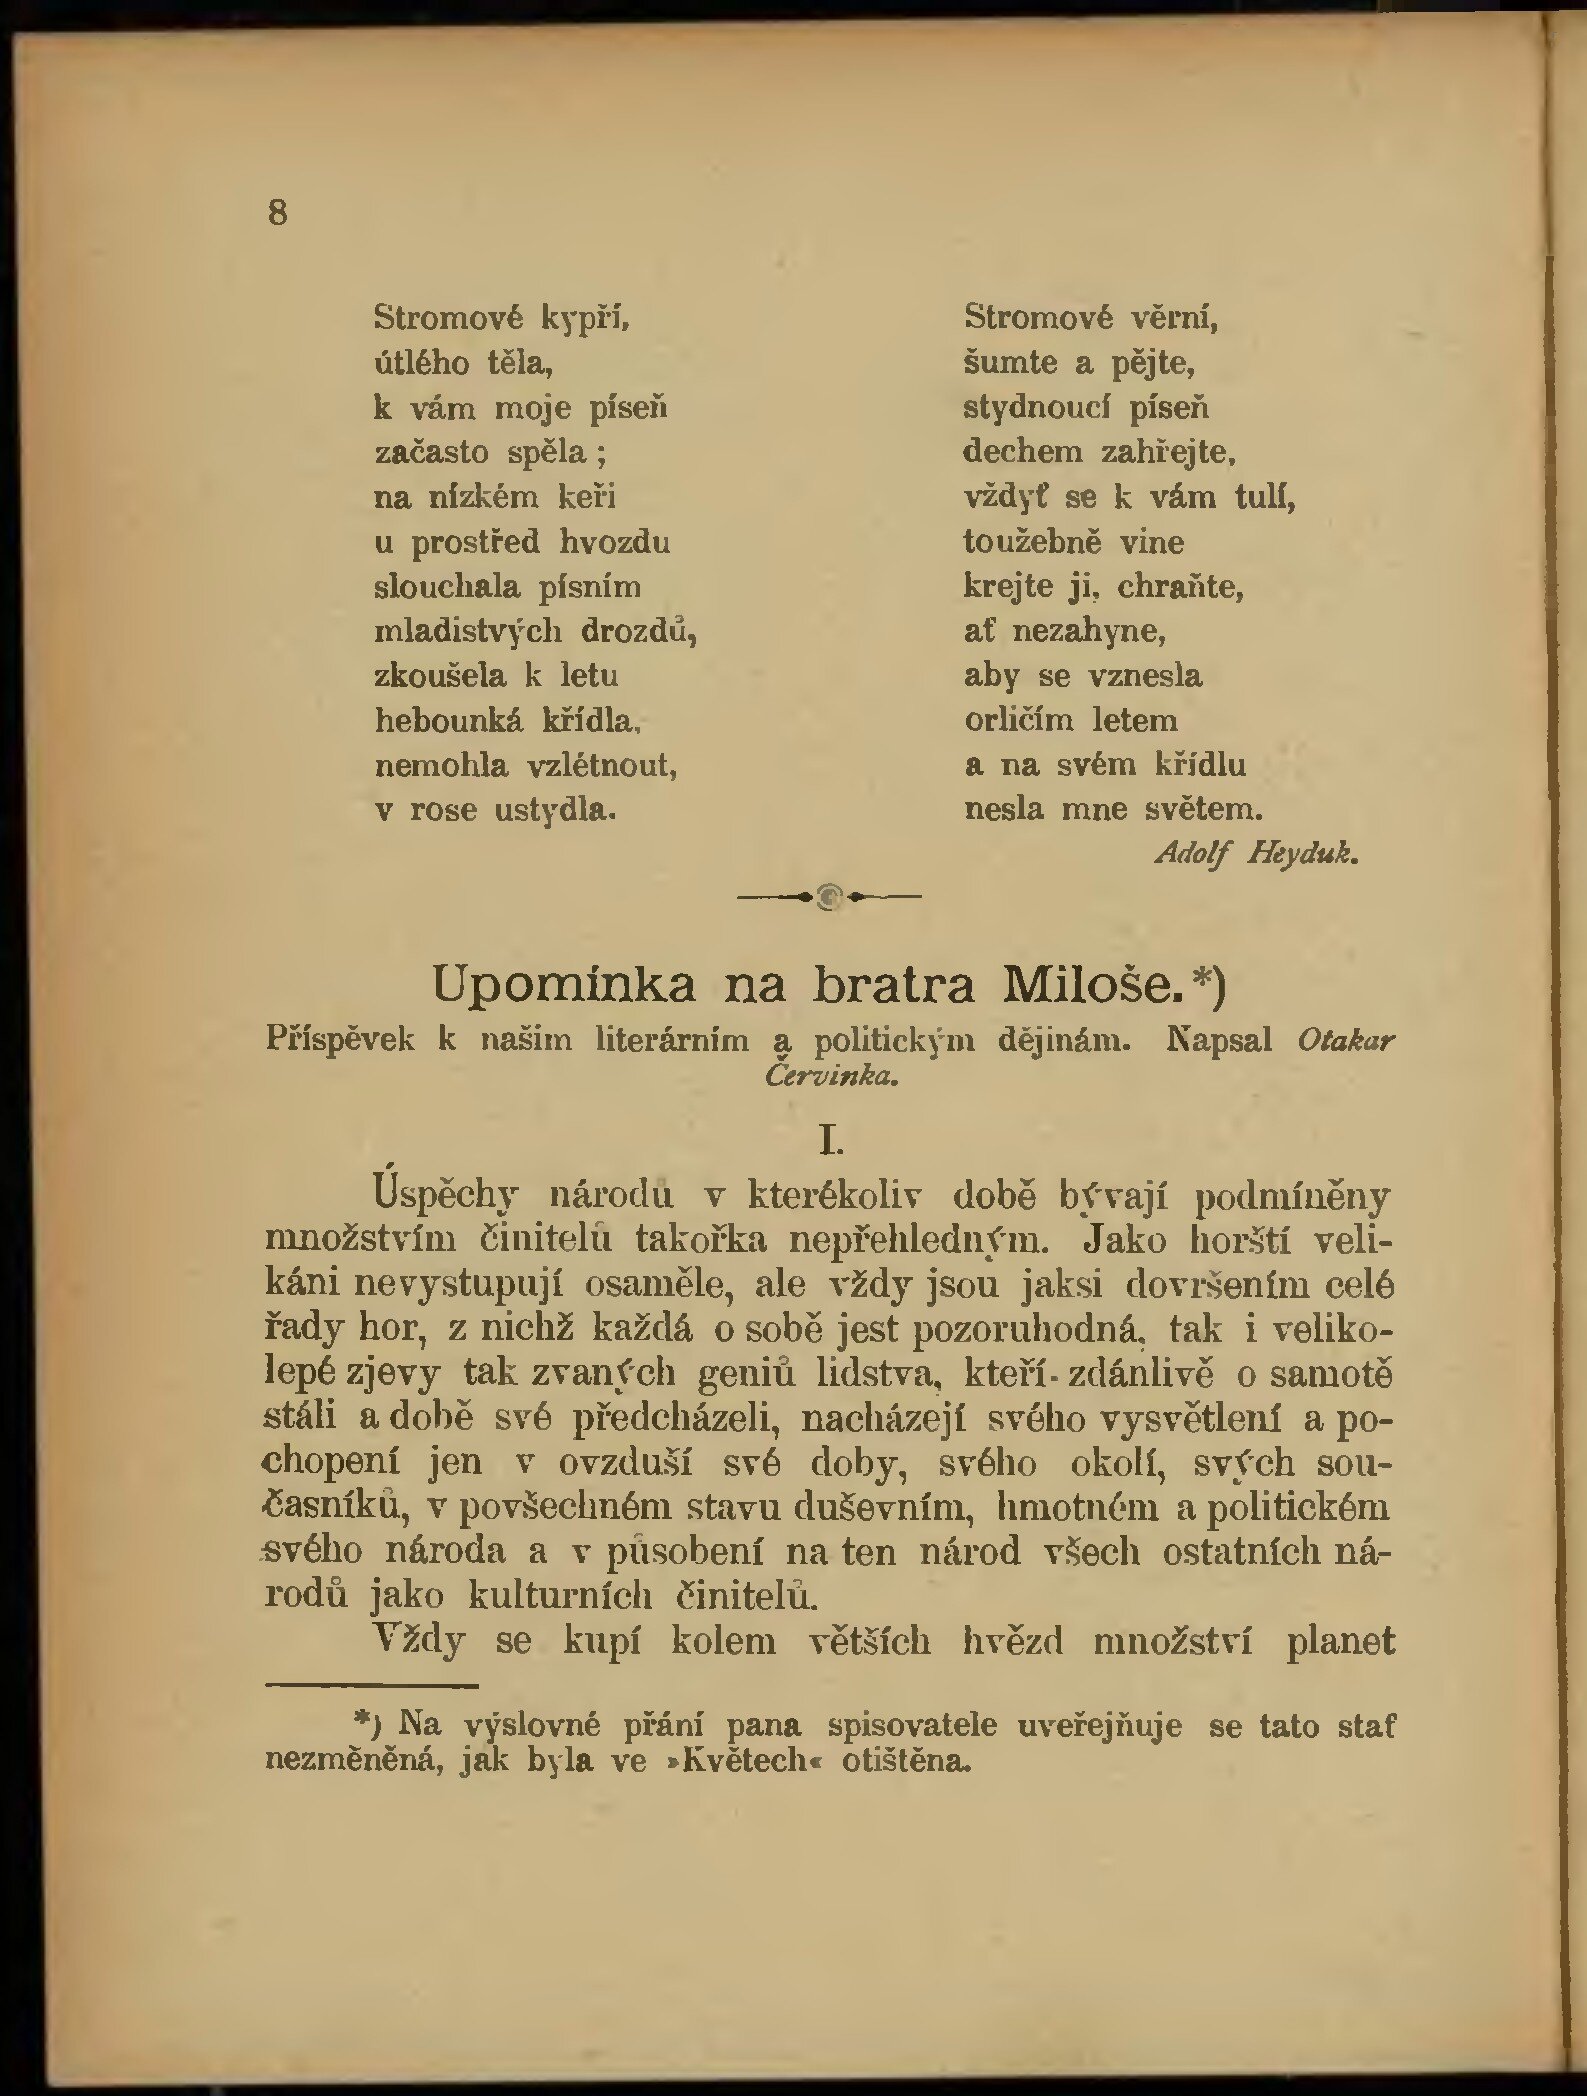 8
Stromové kypří,
útlého těla,
k vám moje píseň
začasto spěla ;
na nízkém keři
u prostřed hvozdu
slouchala písním
mladistvých drozdů,
zkoušela k letu
hebounká křídla,
nemohla vzlétnout,
v rose ustydla.
Stromové věrní,
šumte a pějte,
stydnoucí píseň
dechem zahřejte,
vždyť se k vám tulí,
toužebně vine
krejte ji, chraňte,
ať nezahyne,
aby se vznesla
orličím letem
a na svém křídlu
nesla mne světem.
Adolf Heyduk.
Upomínka na bratra Miloše.*)
Příspěvek k našim literárním a politickým dějinám. Napsal Otakar
Červinka.
I.
Úspěchy národů v kterékoliv době bývají podmíněny
množstvím činitelů takořka nepřehledným. Jako horští veli-
káni nevystupují osaměle, ale vždy jsou jaksi dovršením celé
řady hor, z nichž každá o sobě jest pozoruhodná, tak i veliko-
lepé zjevy tak zvaných geniů lidstva, kteří zdánlivě o samotě
stáli a době své předcházeli, nacházejí svého vysvětlení a po-
chopení jen v ovzduší své doby, svého okolí, svých sou-
časníků, v povšechném stavu duševním, hmotném a politickém
svého národa a v působení na ten národ všech ostatních ná-
rodů jako kulturních činitelů.
Vždy se kupí kolem větších hvězd množství planet
*) Na výslovné přání pana spisovatele uveřejňuje se tato stať
nezměněná, jak byla ve »Květech« otištěna.